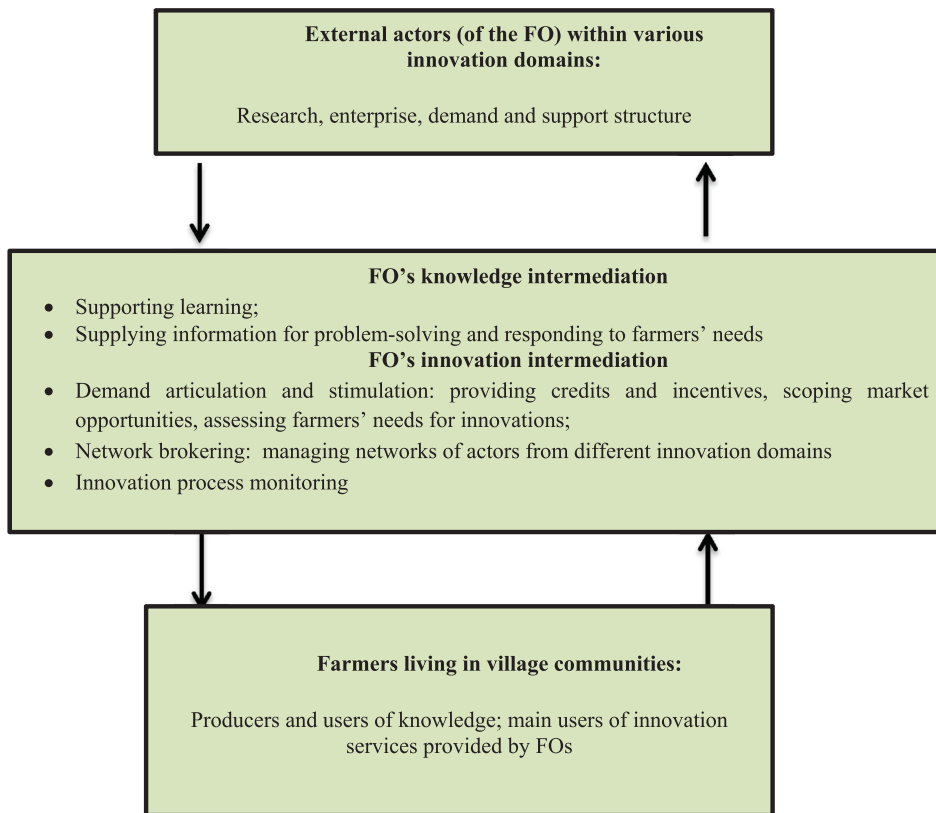 External actors (of the FO) within various
innovation domains:
Research, enterprise, demand and support structure
FO’s knowledge intermediation
• Supporting learning;
• Supplying information for problem-solving and responding to farmers’ needs
FO’s innovation intermediation
• Demand articulation and stimulation: providing credits and incentives, scoping market
opportunities, assessing farmers’ needs for innovations;
• Network brokering: managing networks of actors from different innovation domains
• Innovation process monitoring
Farmers living in village communities:
Producers and users of knowledge; main users of innovation
services provided by FOs